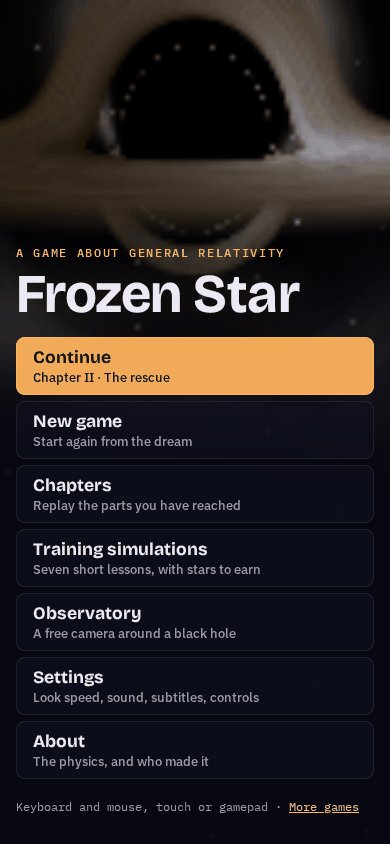 A GAME ABOUT GENERAL RELATIVITY
Frozen Star
Continue
Chapter II · The rescue
New game
Start again from the dream
Chapters
Replay the parts you have reached
Training simulations
Seven short lessons, with stars to earn
Observatory
A free camera around a black hole
Settings
Look speed, sound, subtitles, controls
About
The physics, and who made it
Keyboard and mouse, touch or gamepad · More games